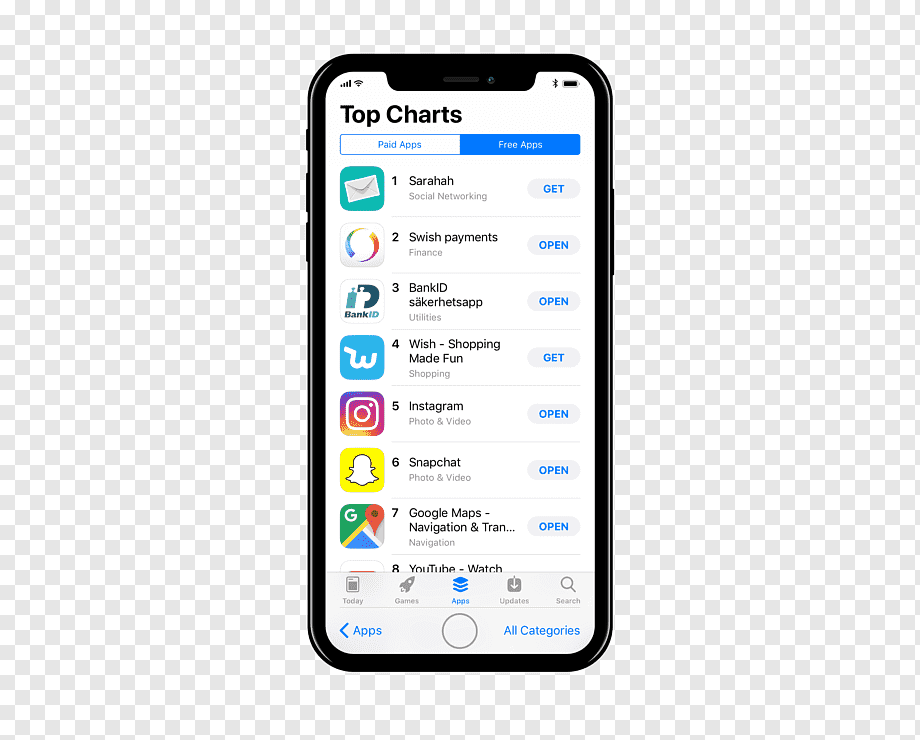 Top Charts
Paid Apps
Free Apps
1 Sarahah
Social Networking
GET
2 Swish payments
Finance
OPEN
BankID
3 BankID
säkerhetsapp
Utilities
OPEN
4 Wish - Shopping
Made Fun
Shopping
GET
5 Instagram
Photo & Video
OPEN
6 Snapchat
Photo & Video
OPEN
G
7 Google Maps -
Navigation & Tran...
Navigation
OPEN
8 YouTube - Watch
Today
Games
Apps
Updates
Search
Apps
All Categories